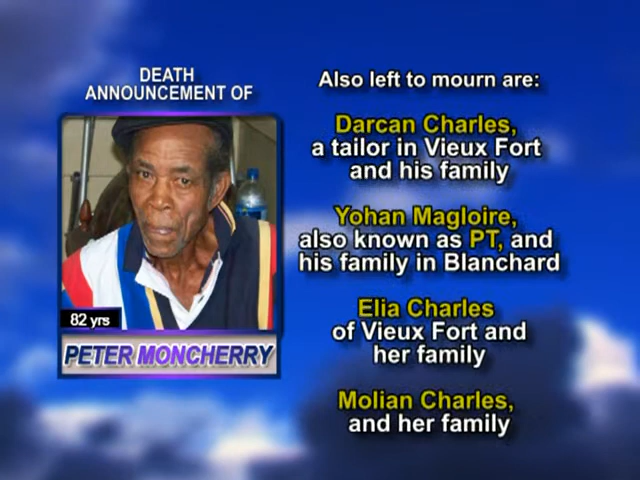 DEATH
ANNOUNCEMENT OF
82 yrs
PETER MONCHERRY
Also left to mourn are:
Darcan Charles,
a tailor in Vieux Fort
and his family
Yohan Magloire,
also known as PT, and
his family in Blanchard
Elia Charles
of Vieux Fort and
her family
Molian Charles,
and her family